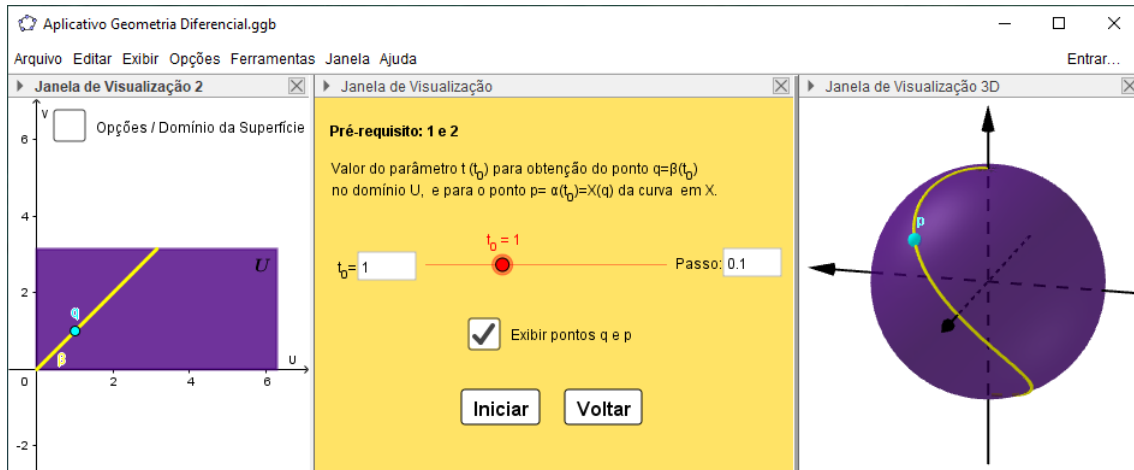 Aplicativo Geometria Diferencial.ggb
Arquivo Editar Exibir Opções Ferramentas Janela Ajuda
Entrar...
Janela de Visualização 2
V
Opções / Domínio da Superfície
6
4
2
0
-2
2
4
6
U
U
q
β
Janela de Visualização
Pré-requisito: 1 e 2
Valor do parâmetro t (t₀) para obtenção do ponto q=β(t₀)
no domínio U, e para o ponto p= α(t₀)=X(q) da curva em X.
t₀ = 1
t₀= 1
Passo: 0.1
Exibir pontos q e p
Iniciar
Voltar
Janela de Visualização 3D
p